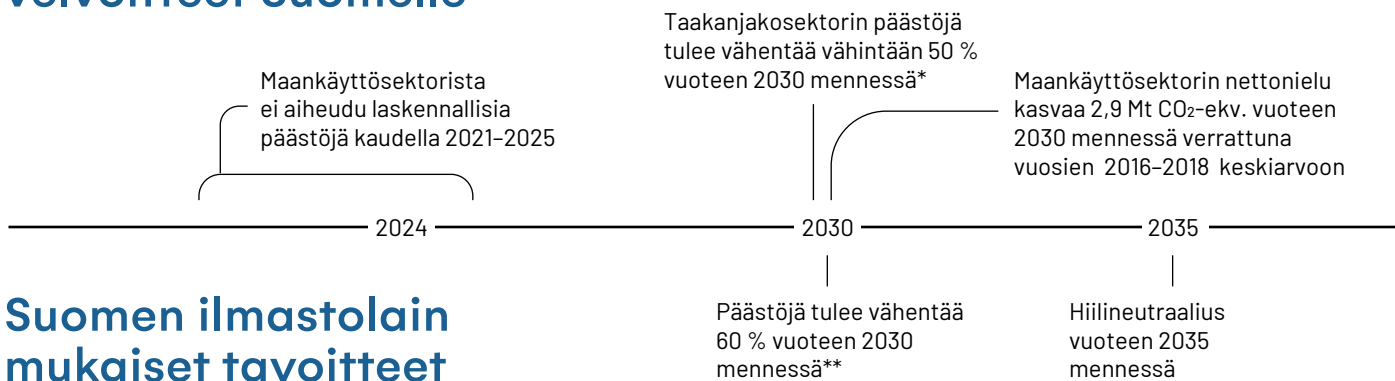 velvoitteet Suomelle
Taakanjakosektorin päästöjä
tulee vähentää vähintään 50 %
vuoteen 2030 mennessä*
Maankäyttösektorista
ei aiheudu laskennallisia
päästöjä kaudella 2021–2025
Maankäyttösektorin nettonielu
kasvaa 2,9 Mt CO₂-ekv. vuoteen
2030 mennessä verrattuna
vuosien 2016–2018 keskiarvoon
2024
2030
2035
Suomen ilmastolain
mukaiset tavoitteet
Päästöjä tulee vähentää
60 % vuoteen 2030
mennessä**
Hiilineutraalius
vuoteen 2035
mennessä